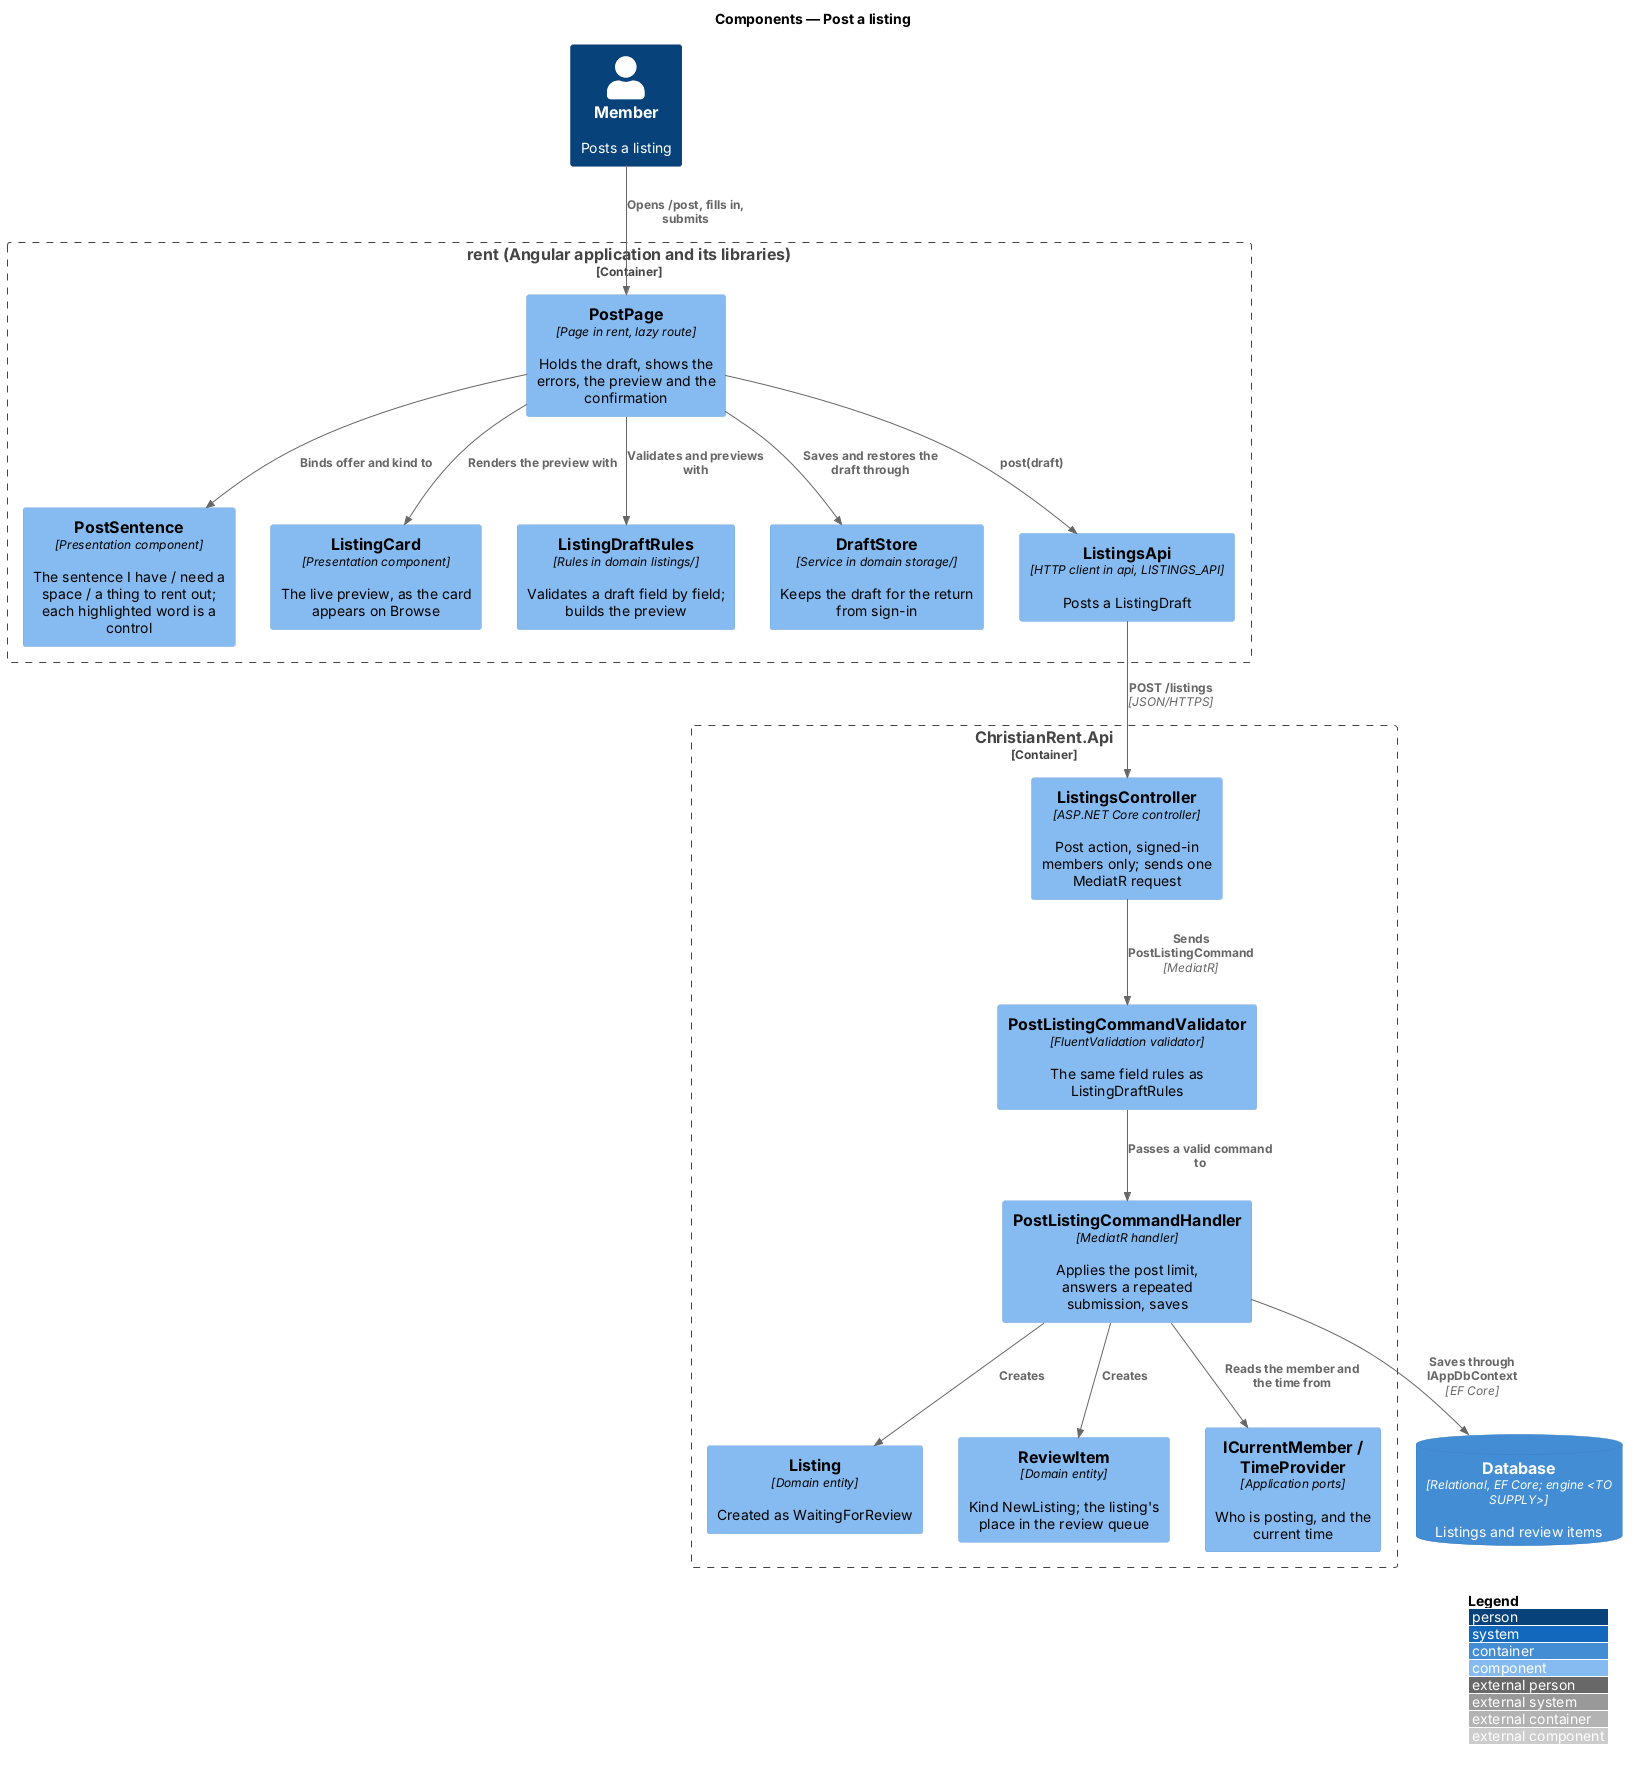 Components — Post a listing
Member
Posts a listing
Opens /post, fills in,
submits
rent (Angular application and its libraries)
[Container]
PostPage
[Page in rent, lazy route]
Holds the draft, shows the
errors, the preview and the
confirmation
Binds offer and kind to
Renders the preview with
Validates and previews
with
Saves and restores the
draft through
post(draft)
PostSentence
[Presentation component]
The sentence I have / need a
space / a thing to rent out;
each highlighted word is a
control
ListingCard
[Presentation component]
The live preview, as the card
appears on Browse
ListingDraftRules
[Rules in domain listings/]
Validates a draft field by field;
builds the preview
DraftStore
[Service in domain storage/]
Keeps the draft for the return
from sign-in
ListingsApi
[HTTP client in api, LISTINGS_API]
Posts a ListingDraft
POST /listings
[JSON/HTTPS]
ChristianRent.Api
[Container]
ListingsController
[ASP.NET Core controller]
Post action, signed-in
members only; sends one
MediatR request
Sends
PostListingCommand
[MediatR]
PostListingCommandValidator
[FluentValidation validator]
The same field rules as
ListingDraftRules
Passes a valid command
to
PostListingCommandHandler
[MediatR handler]
Applies the post limit,
answers a repeated
submission, saves
Creates
Creates
Reads the member and
the time from
Saves through
IAppDbContext
[EF Core]
Listing
[Domain entity]
Created as WaitingForReview
ReviewItem
[Domain entity]
Kind NewListing; the listing's
place in the review queue
ICurrentMember /
TimeProvider
[Application ports]
Who is posting, and the
current time
Database
[Relational, EF Core; engine <TO
SUPPLY>]
Listings and review items
Legend
person
system
container
component
external person
external system
external container
external component